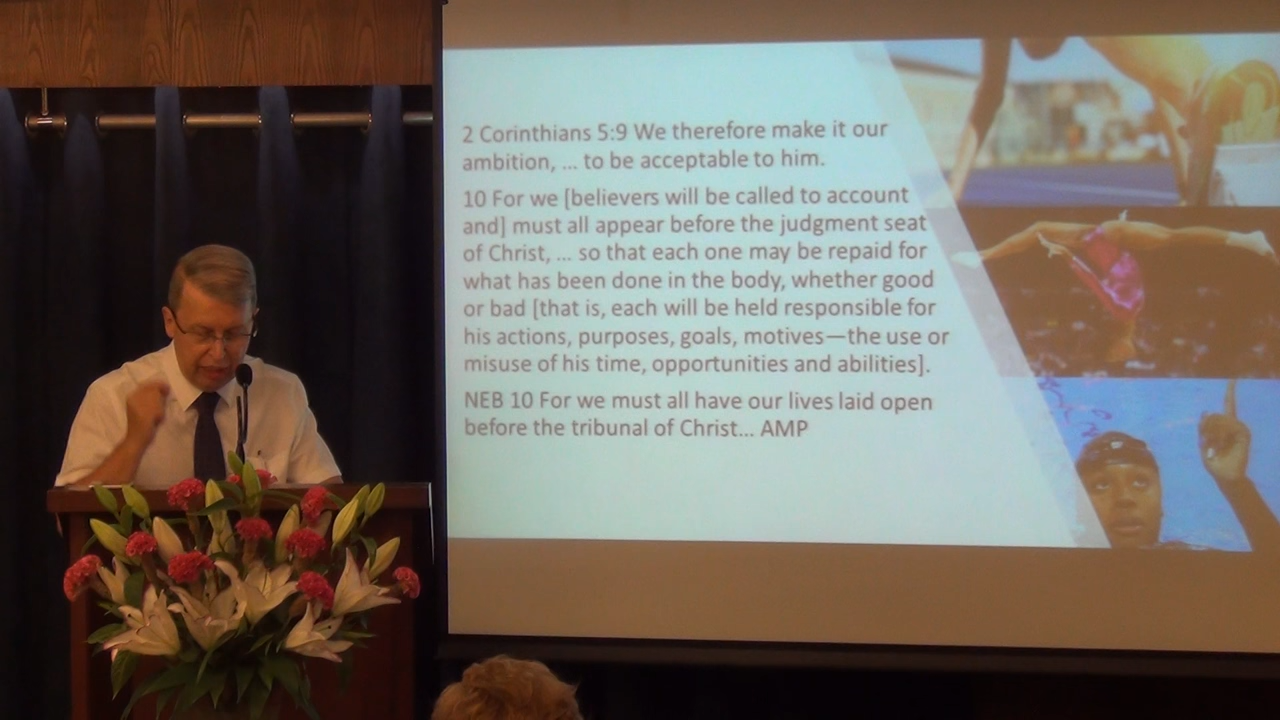 2 Corinthians 5:9 We therefore make it our
ambition, ... to be acceptable to him.
10 For we [believers will be called to account
and] must all appear before the judgment seat
of Christ, ... so that each one may be repaid for
what has been done in the body, whether good
or bad [that is, each will be held responsible for
his actions, purposes, goals, motives—the use or
misuse of his time, opportunities and abilities].
NEB 10 For we must all have our lives laid open
before the tribunal of Christ... AMP